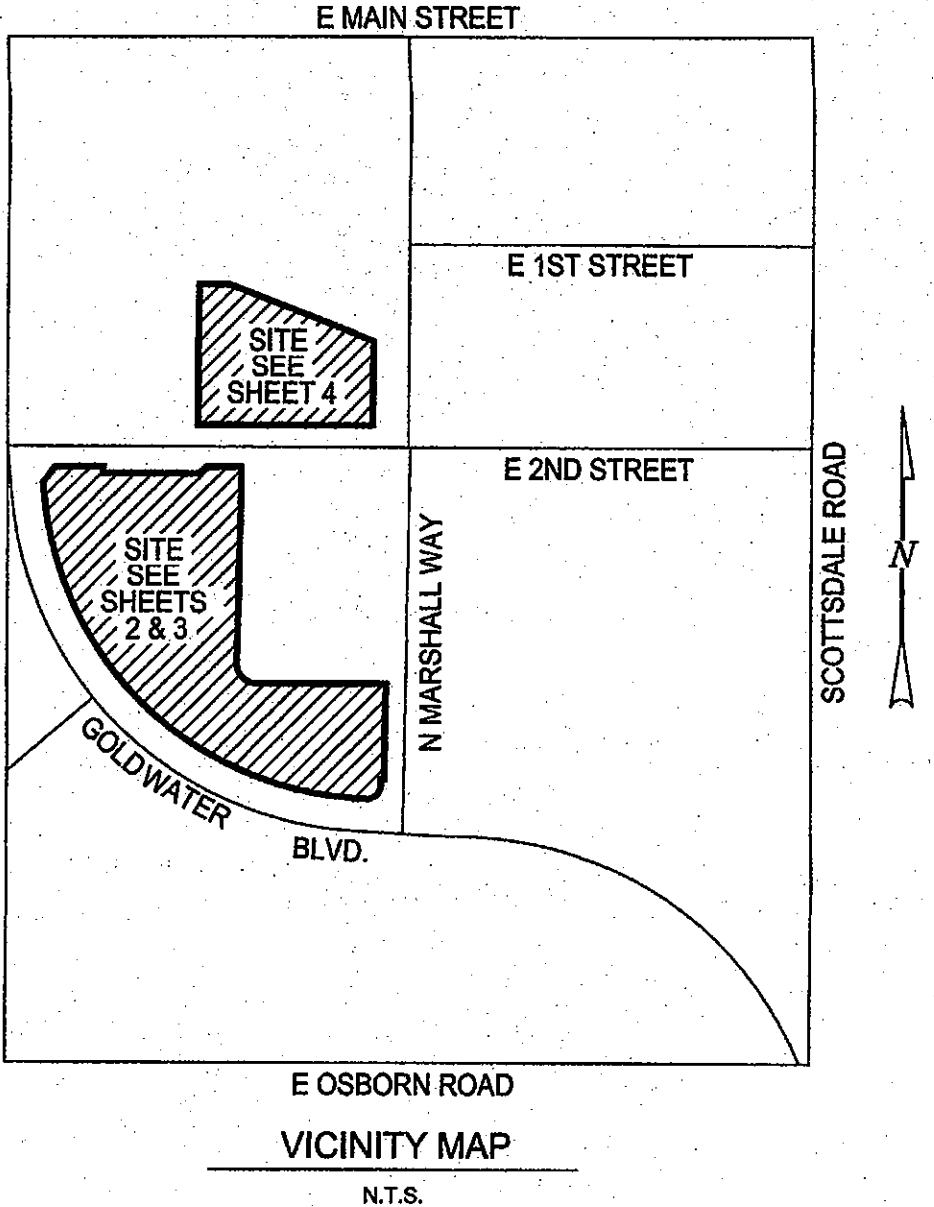 E MAIN STREET
E 1ST STREET
SITE
SEE
SHEET 4
E 2ND STREET
SITE
SEE
SHEETS
2 & 3
N MARSHALL WAY
SCOTTSDALE ROAD
N
GOLDWATER
BLVD.
E OSBORN ROAD
VICINITY MAP
N.T.S.